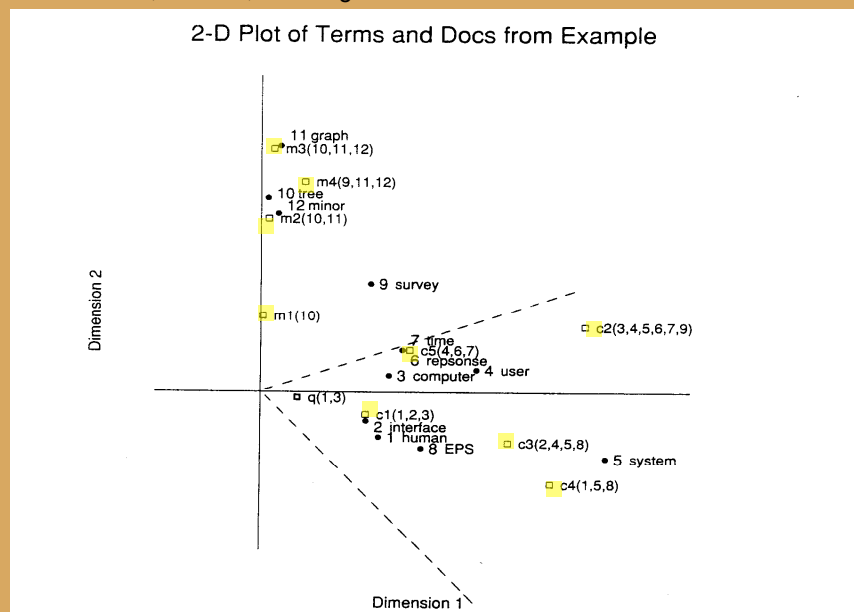 2-D Plot of Terms and Docs from Example
11 graph
m3(10,11,12)
m4(9,11,12)
10 tree
12 minor
m2(10,11)
9 survey
Dimension 2
m1(10)
c2(3,4,5,6,7,9)
7 time
c5(4,6,7)
6 repsonse
4 user
3 computer
q(1,3)
c1(1,2,3)
2 interface
1 human
8 EPS
c3(2,4,5,8)
5 system
c4(1,5,8)
Dimension 1